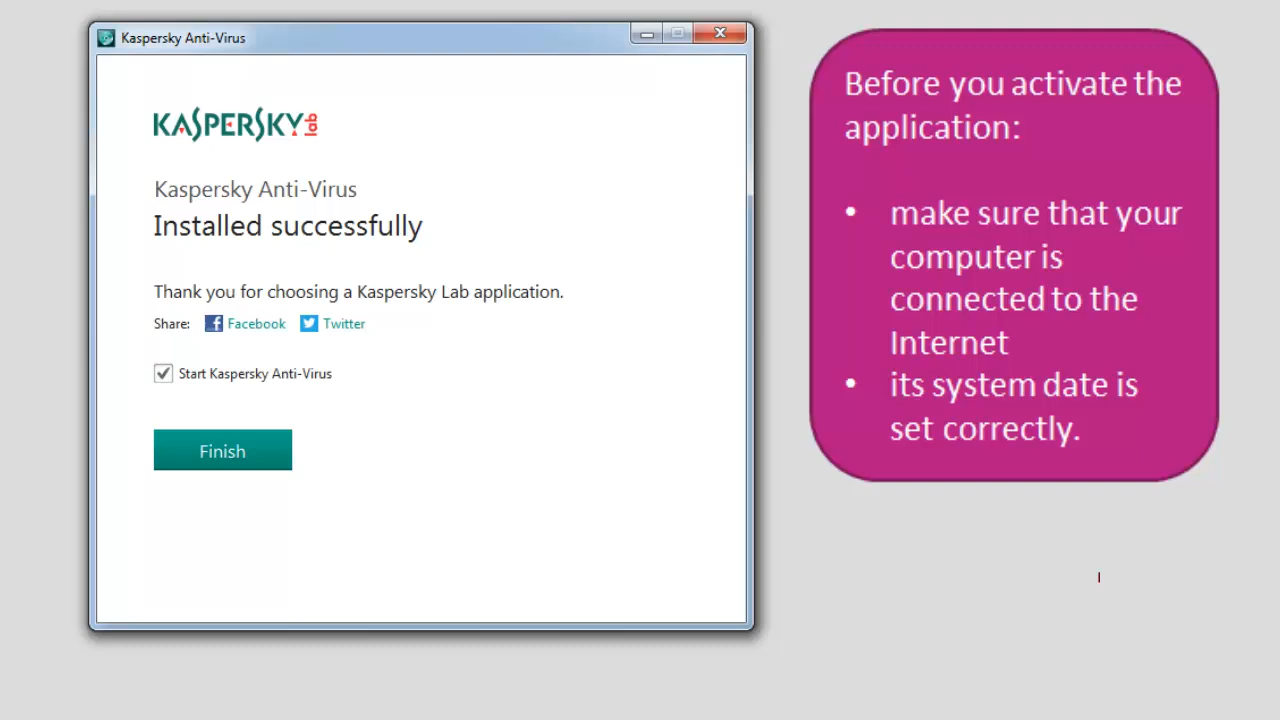 Kaspersky Anti-Virus
KASPERSKY lab
Kaspersky Anti-Virus
Installed successfully
Thank you for choosing a Kaspersky Lab application.
Share: Facebook Twitter
Start Kaspersky Anti-Virus
Finish
Before you activate the
application:
• make sure that your
computer is
connected to the
Internet
• its system date is
set correctly.